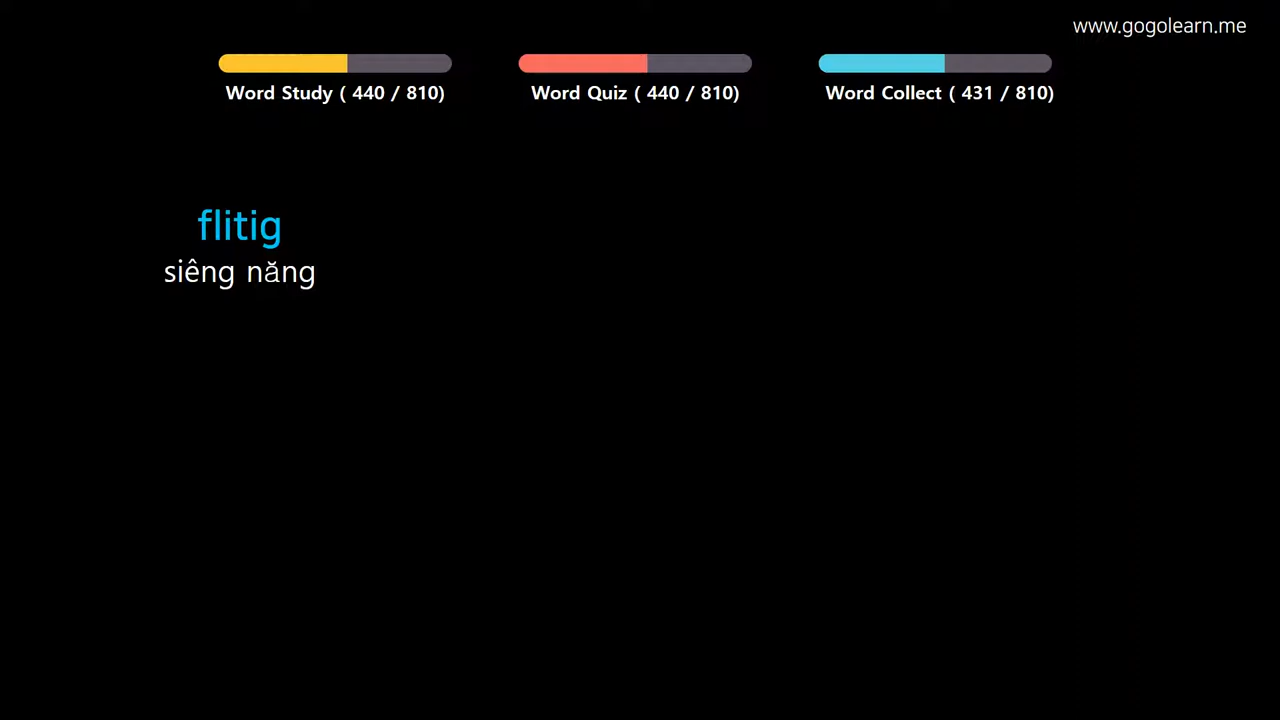 www.gogolearn.me
Word Study ( 440 / 810)
Word Quiz ( 440 / 810)
Word Collect ( 431 / 810)
flitig
siêng năng